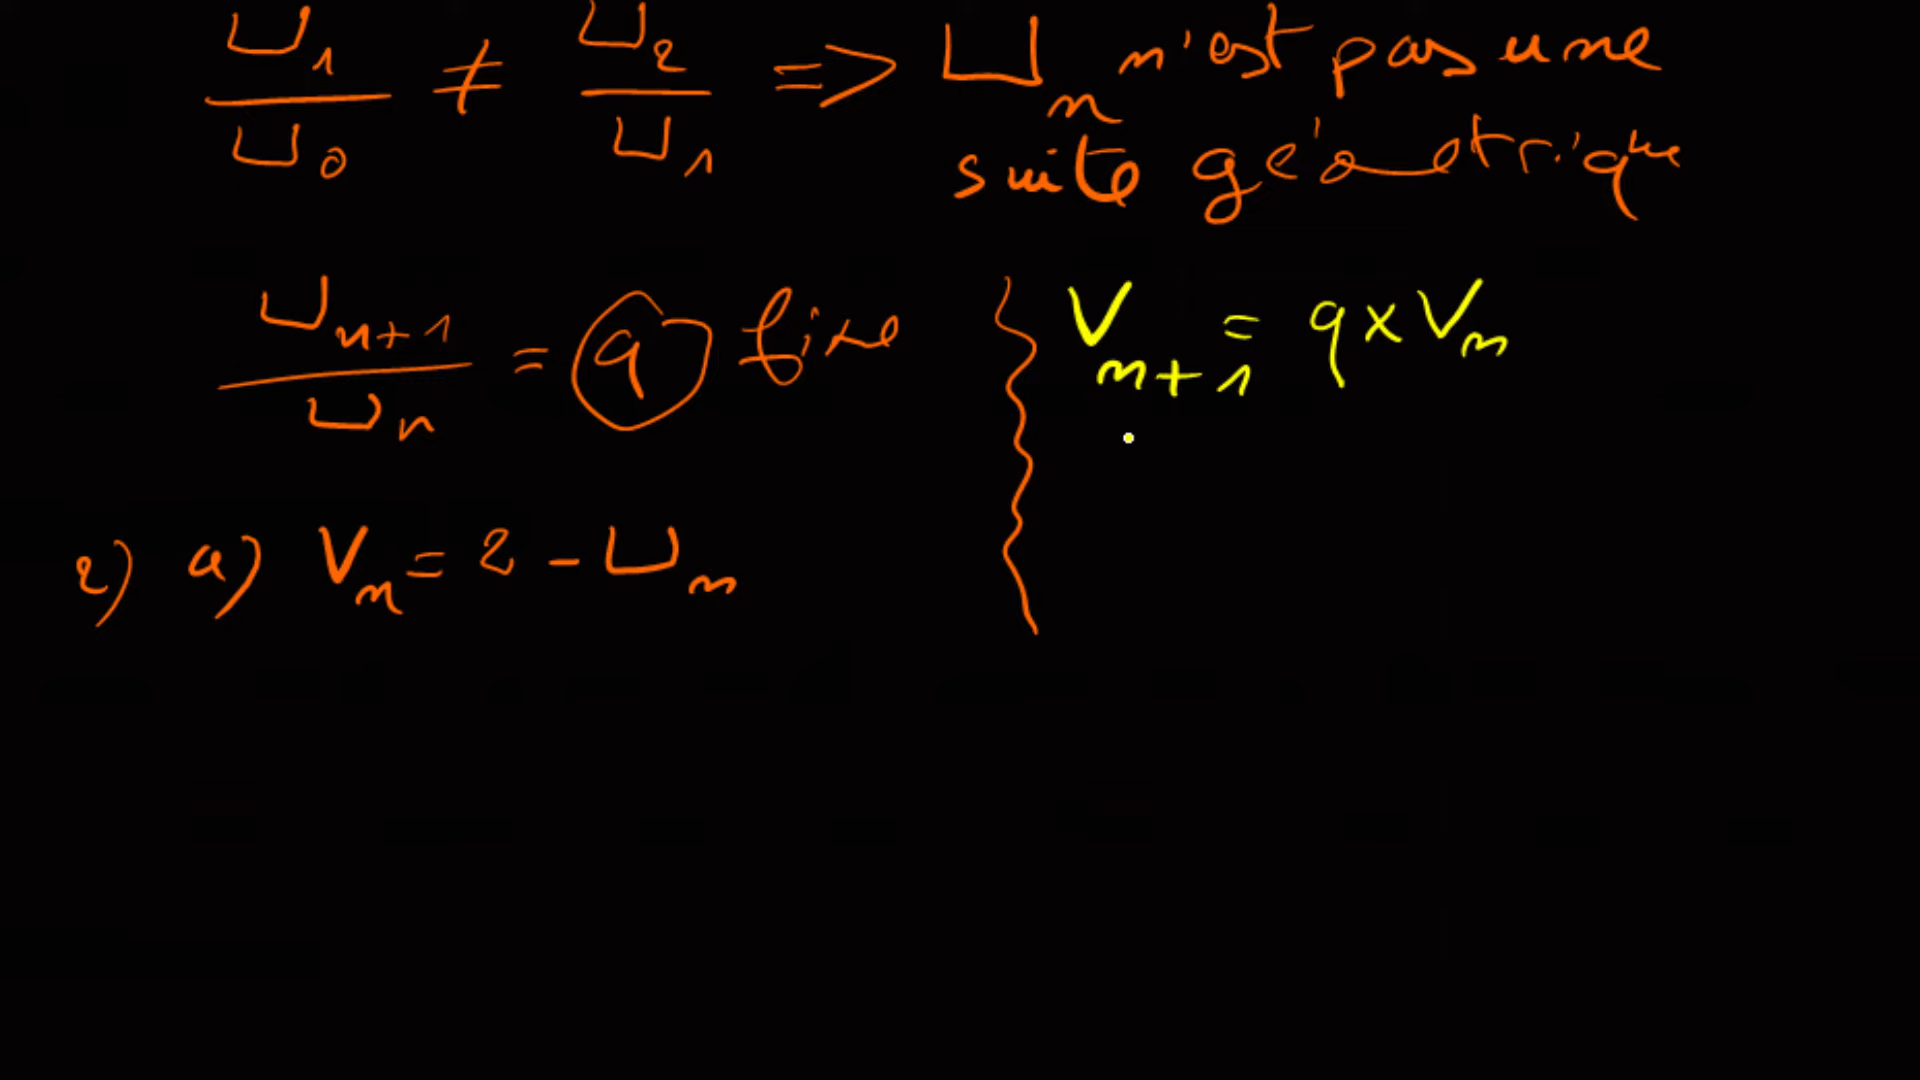 U₁/U₀ ≠ U₂/U₁ => Uₙ n'est pas une
suite géométrique
Uₙ₊₁/Uₙ = q fixe
Vₙ₊₁ = q x Vₙ
2) a) Vₙ = 2 - Uₙ